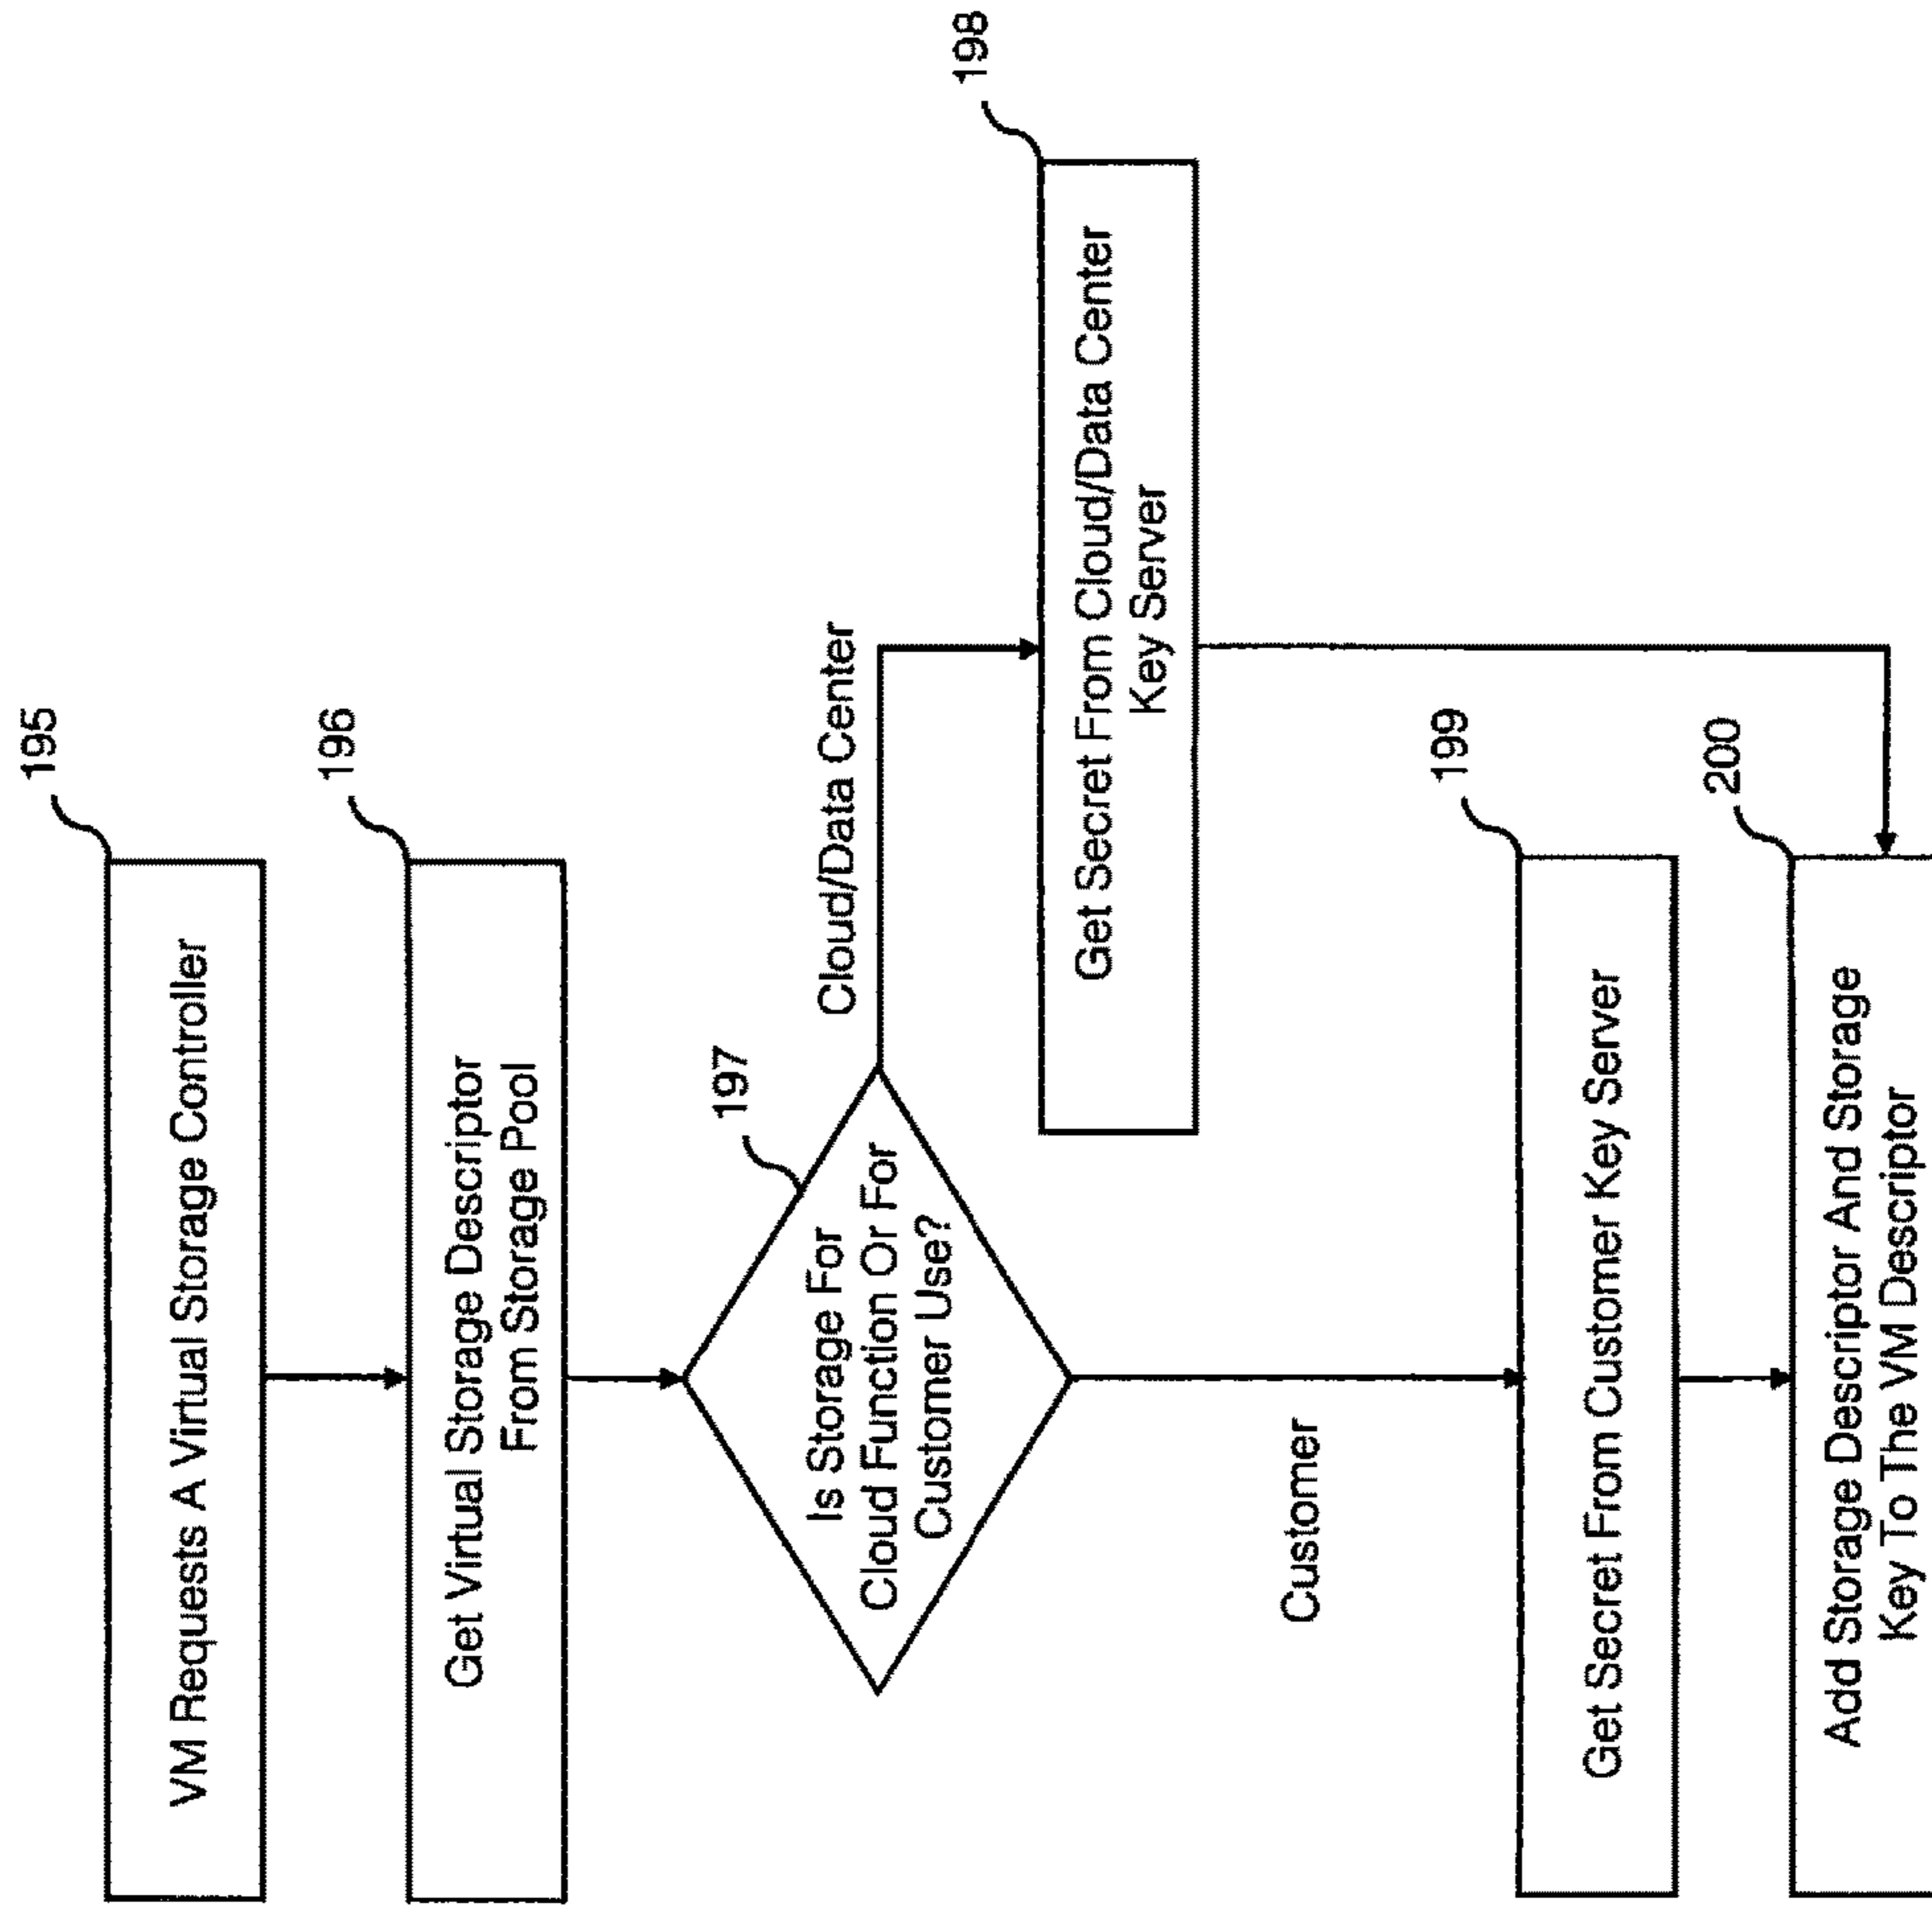 195
VM Requests A Virtual Storage Controller
196
Get Virtual Storage Descriptor
From Storage Pool
197
Is Storage For
Cloud Function Or For
Customer Use?
Cloud/Data Center
198
Get Secret From Cloud/Data Center
Key Server
Customer
199
Get Secret From Customer Key Server
200
Add Storage Descriptor And Storage
Key To The VM Descriptor